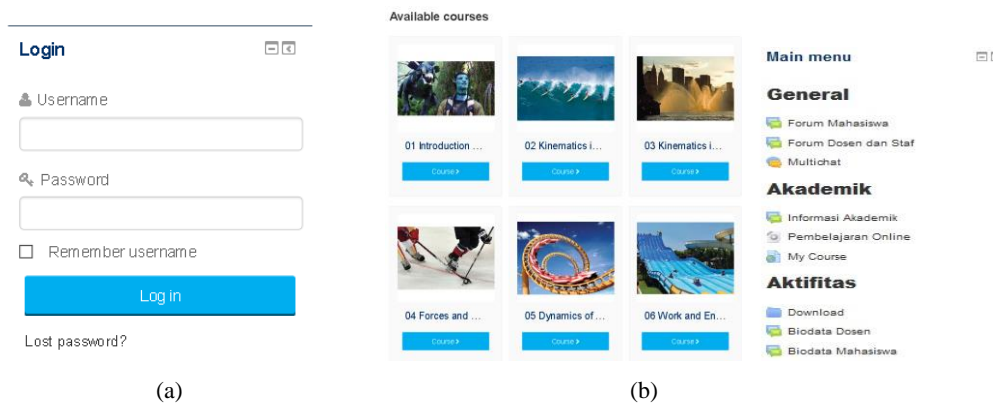 Login
Username
Password
Remember username
Log in
Lost password?
(a)
Available courses
01 Introduction ...
02 Kinematics i...
03 Kinematics i...
Course >
Course >
Course >
04 Forces and ...
05 Dynamics of ...
06 Work and En...
Course >
Course >
Course >
Main menu
General
Forum Mahasiswa
Forum Dosen dan Staf
Multichat
Akademik
Informasi Akademik
Pembelajaran Online
My Course
Aktifitas
Download
Biodata Dosen
Biodata Mahasiswa
(b)